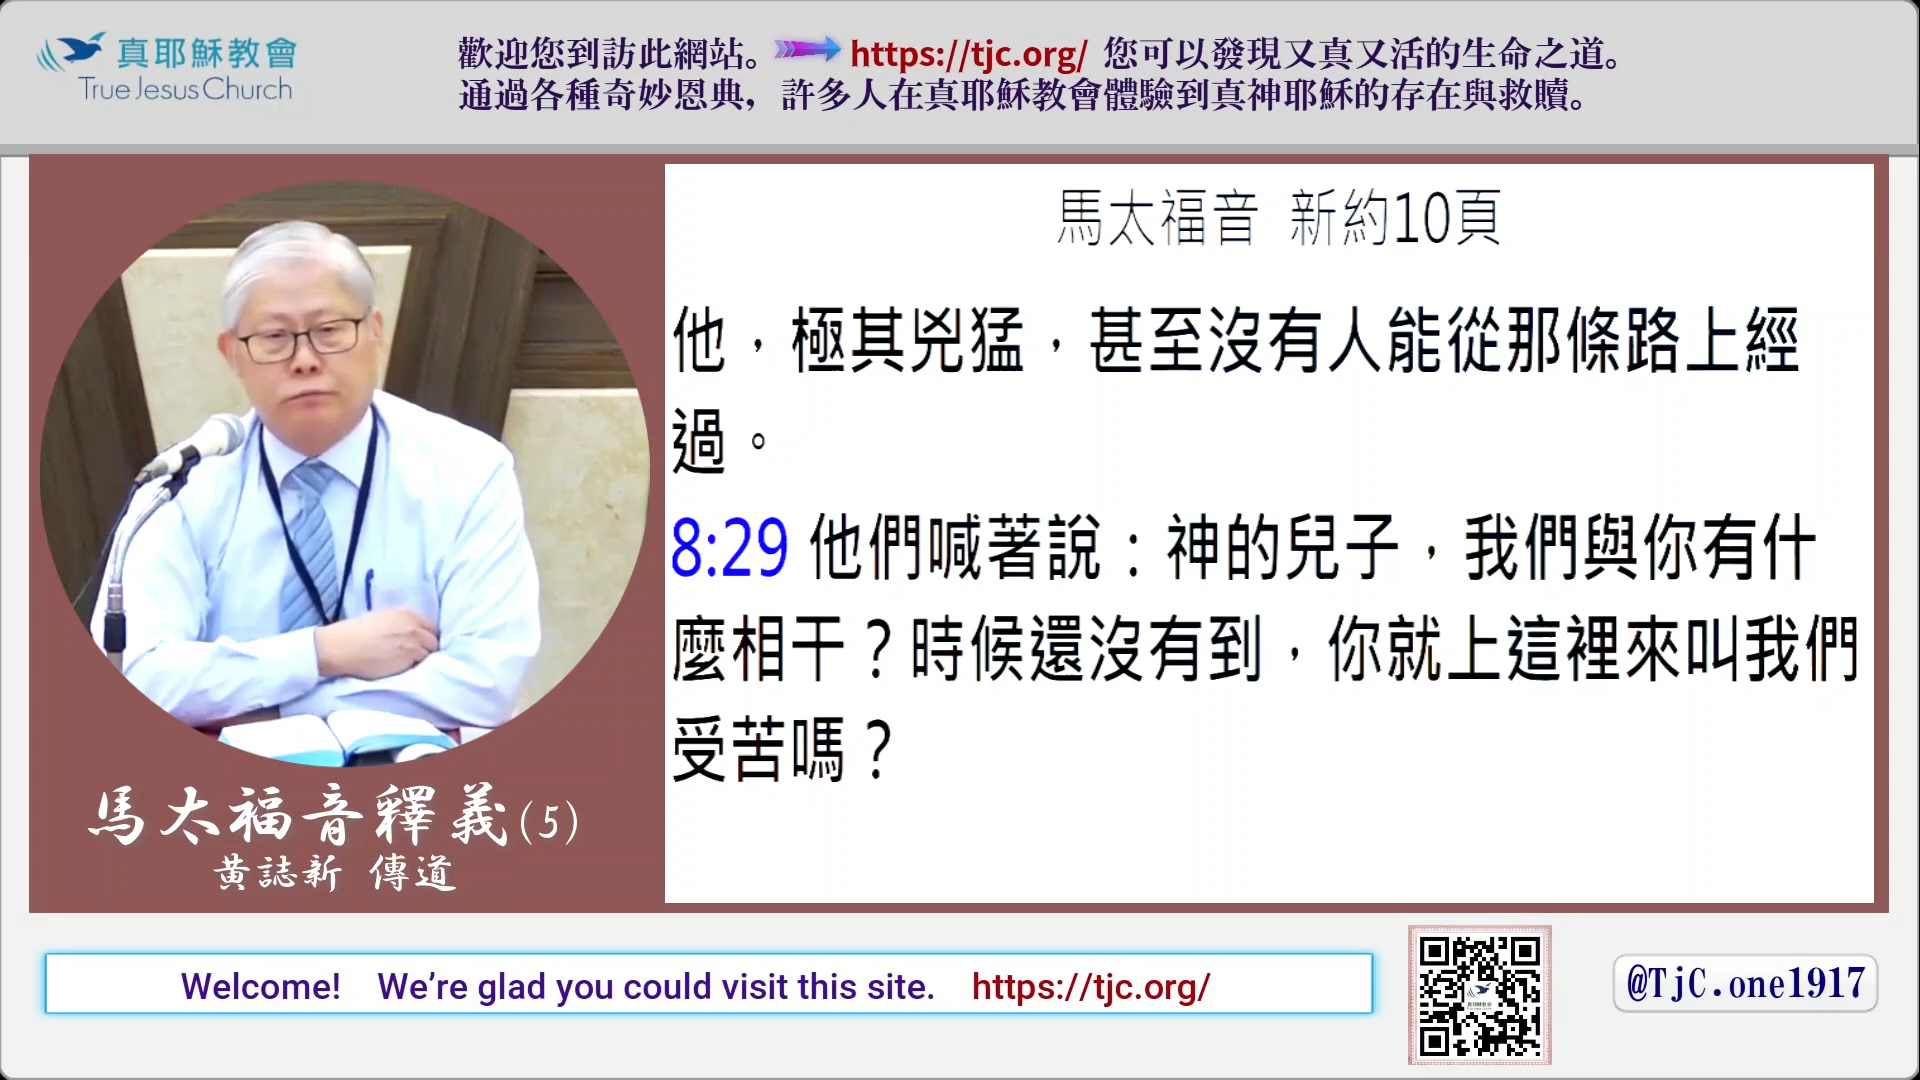 真耶穌教會
True Jesus Church
歡迎您到訪此網站。 https://tjc.org/ 您可以發現又真又活的生命之道。
通過各種奇妙恩典，許多人在真耶穌教會體驗到真神耶穌的存在與救贖。
馬太福音 新約10頁
他，極其兇猛，甚至沒有人能從那條路上經
過。
8:29 他們喊著說：神的兒子，我們與你有什
麼相干？時候還沒有到，你就上這裡來叫我們
受苦嗎？
馬太福音釋義(5)
黃誌新 傳道
Welcome! We’re glad you could visit this site. https://tjc.org/
@TjC.one1917